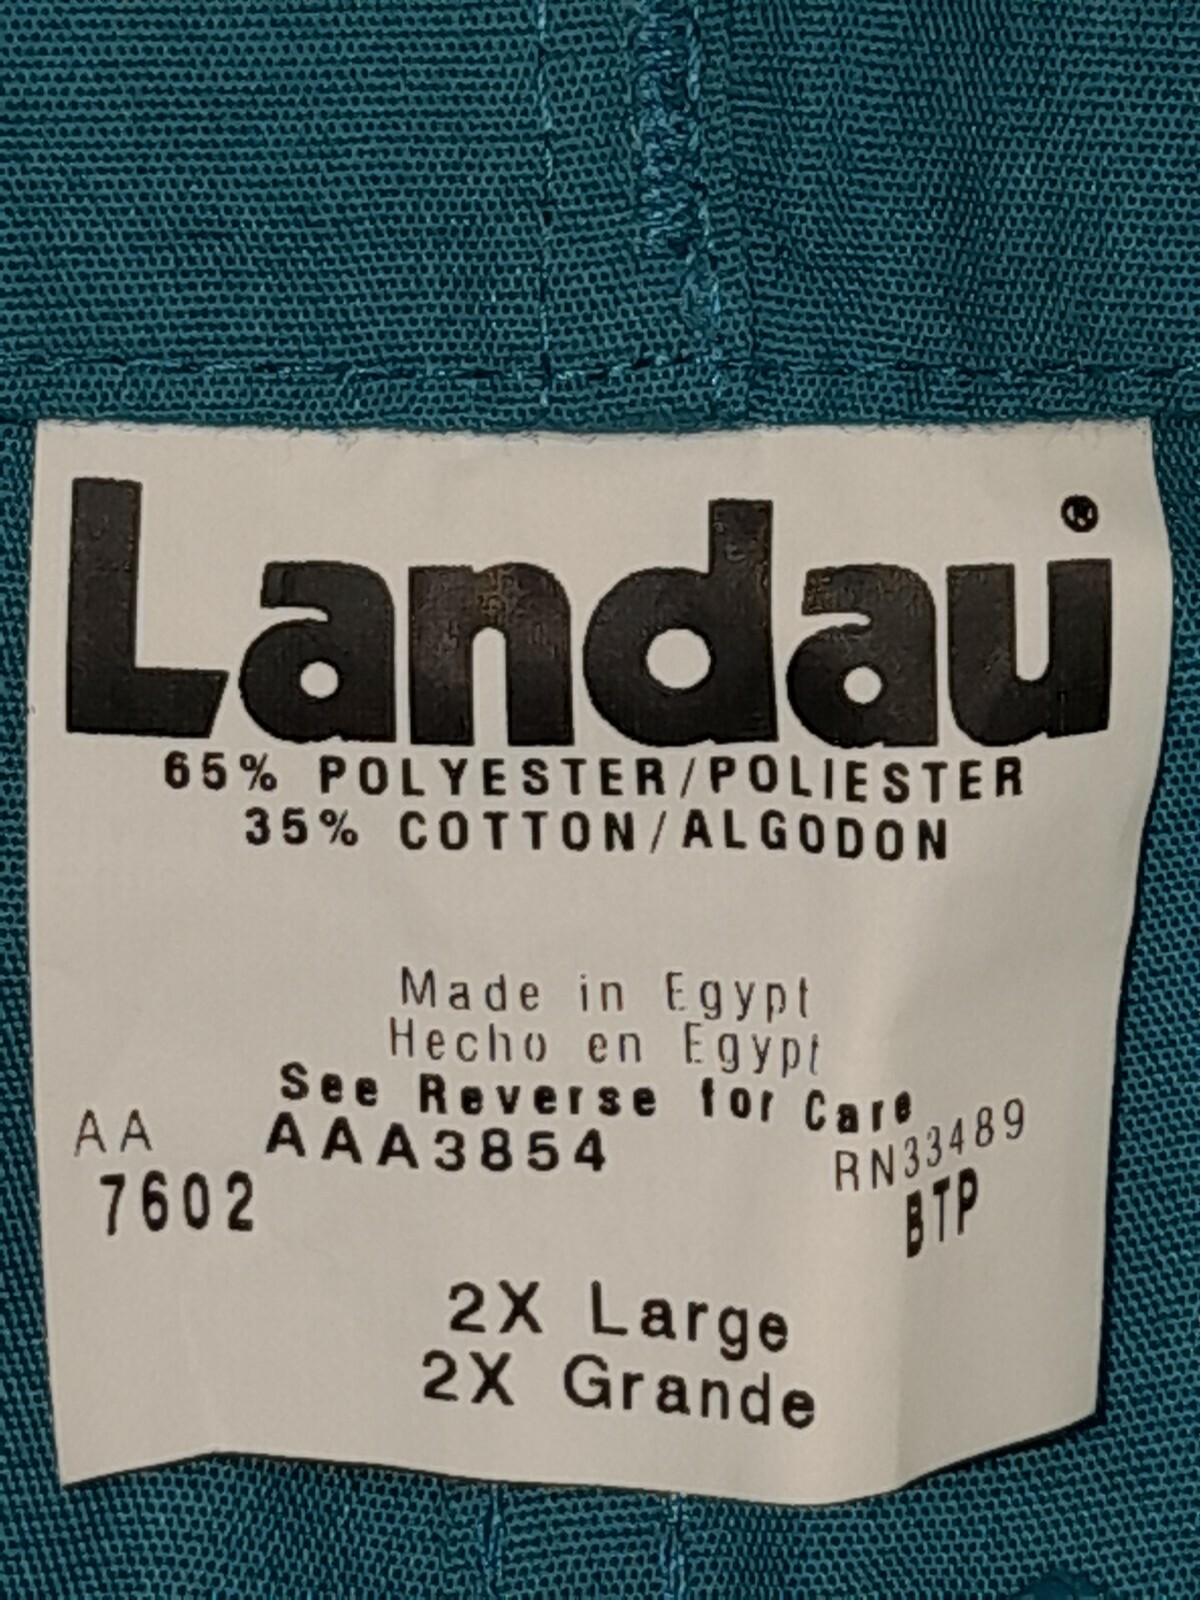 Landau®
65% POLYESTER/POLIESTER
35% COTTON/ALGODON
Made in Egypt
Hecho en Egypt
See Reverse for Care
AA AAA3854 RN33489
7602 BTP
2X Large
2X Grande